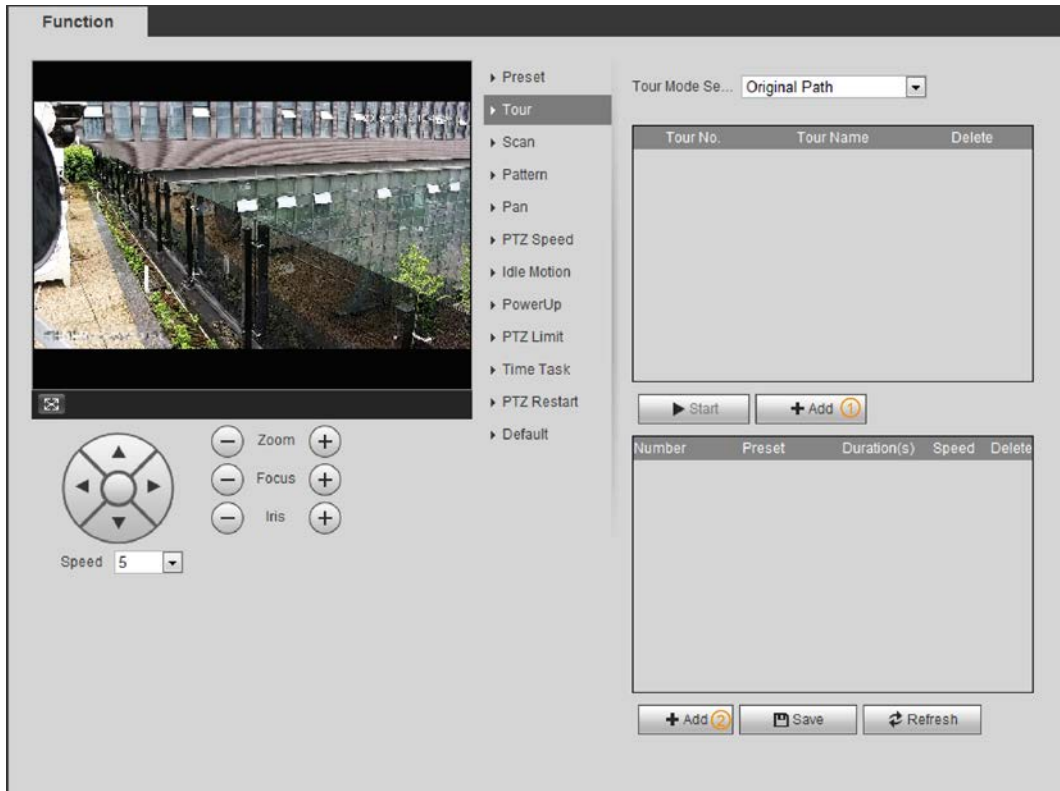 Function
Preset
Tour
Scan
Pattern
Pan
PTZ Speed
Idle Motion
PowerUp
PTZ Limit
Time Task
PTZ Restart
Default
Zoom
Focus
Iris
Speed 5
Tour Mode Se... Original Path
Tour No. Tour Name Delete
Start Add 1
Number Preset Duration(s) Speed Delete
Add 2 Save Refresh